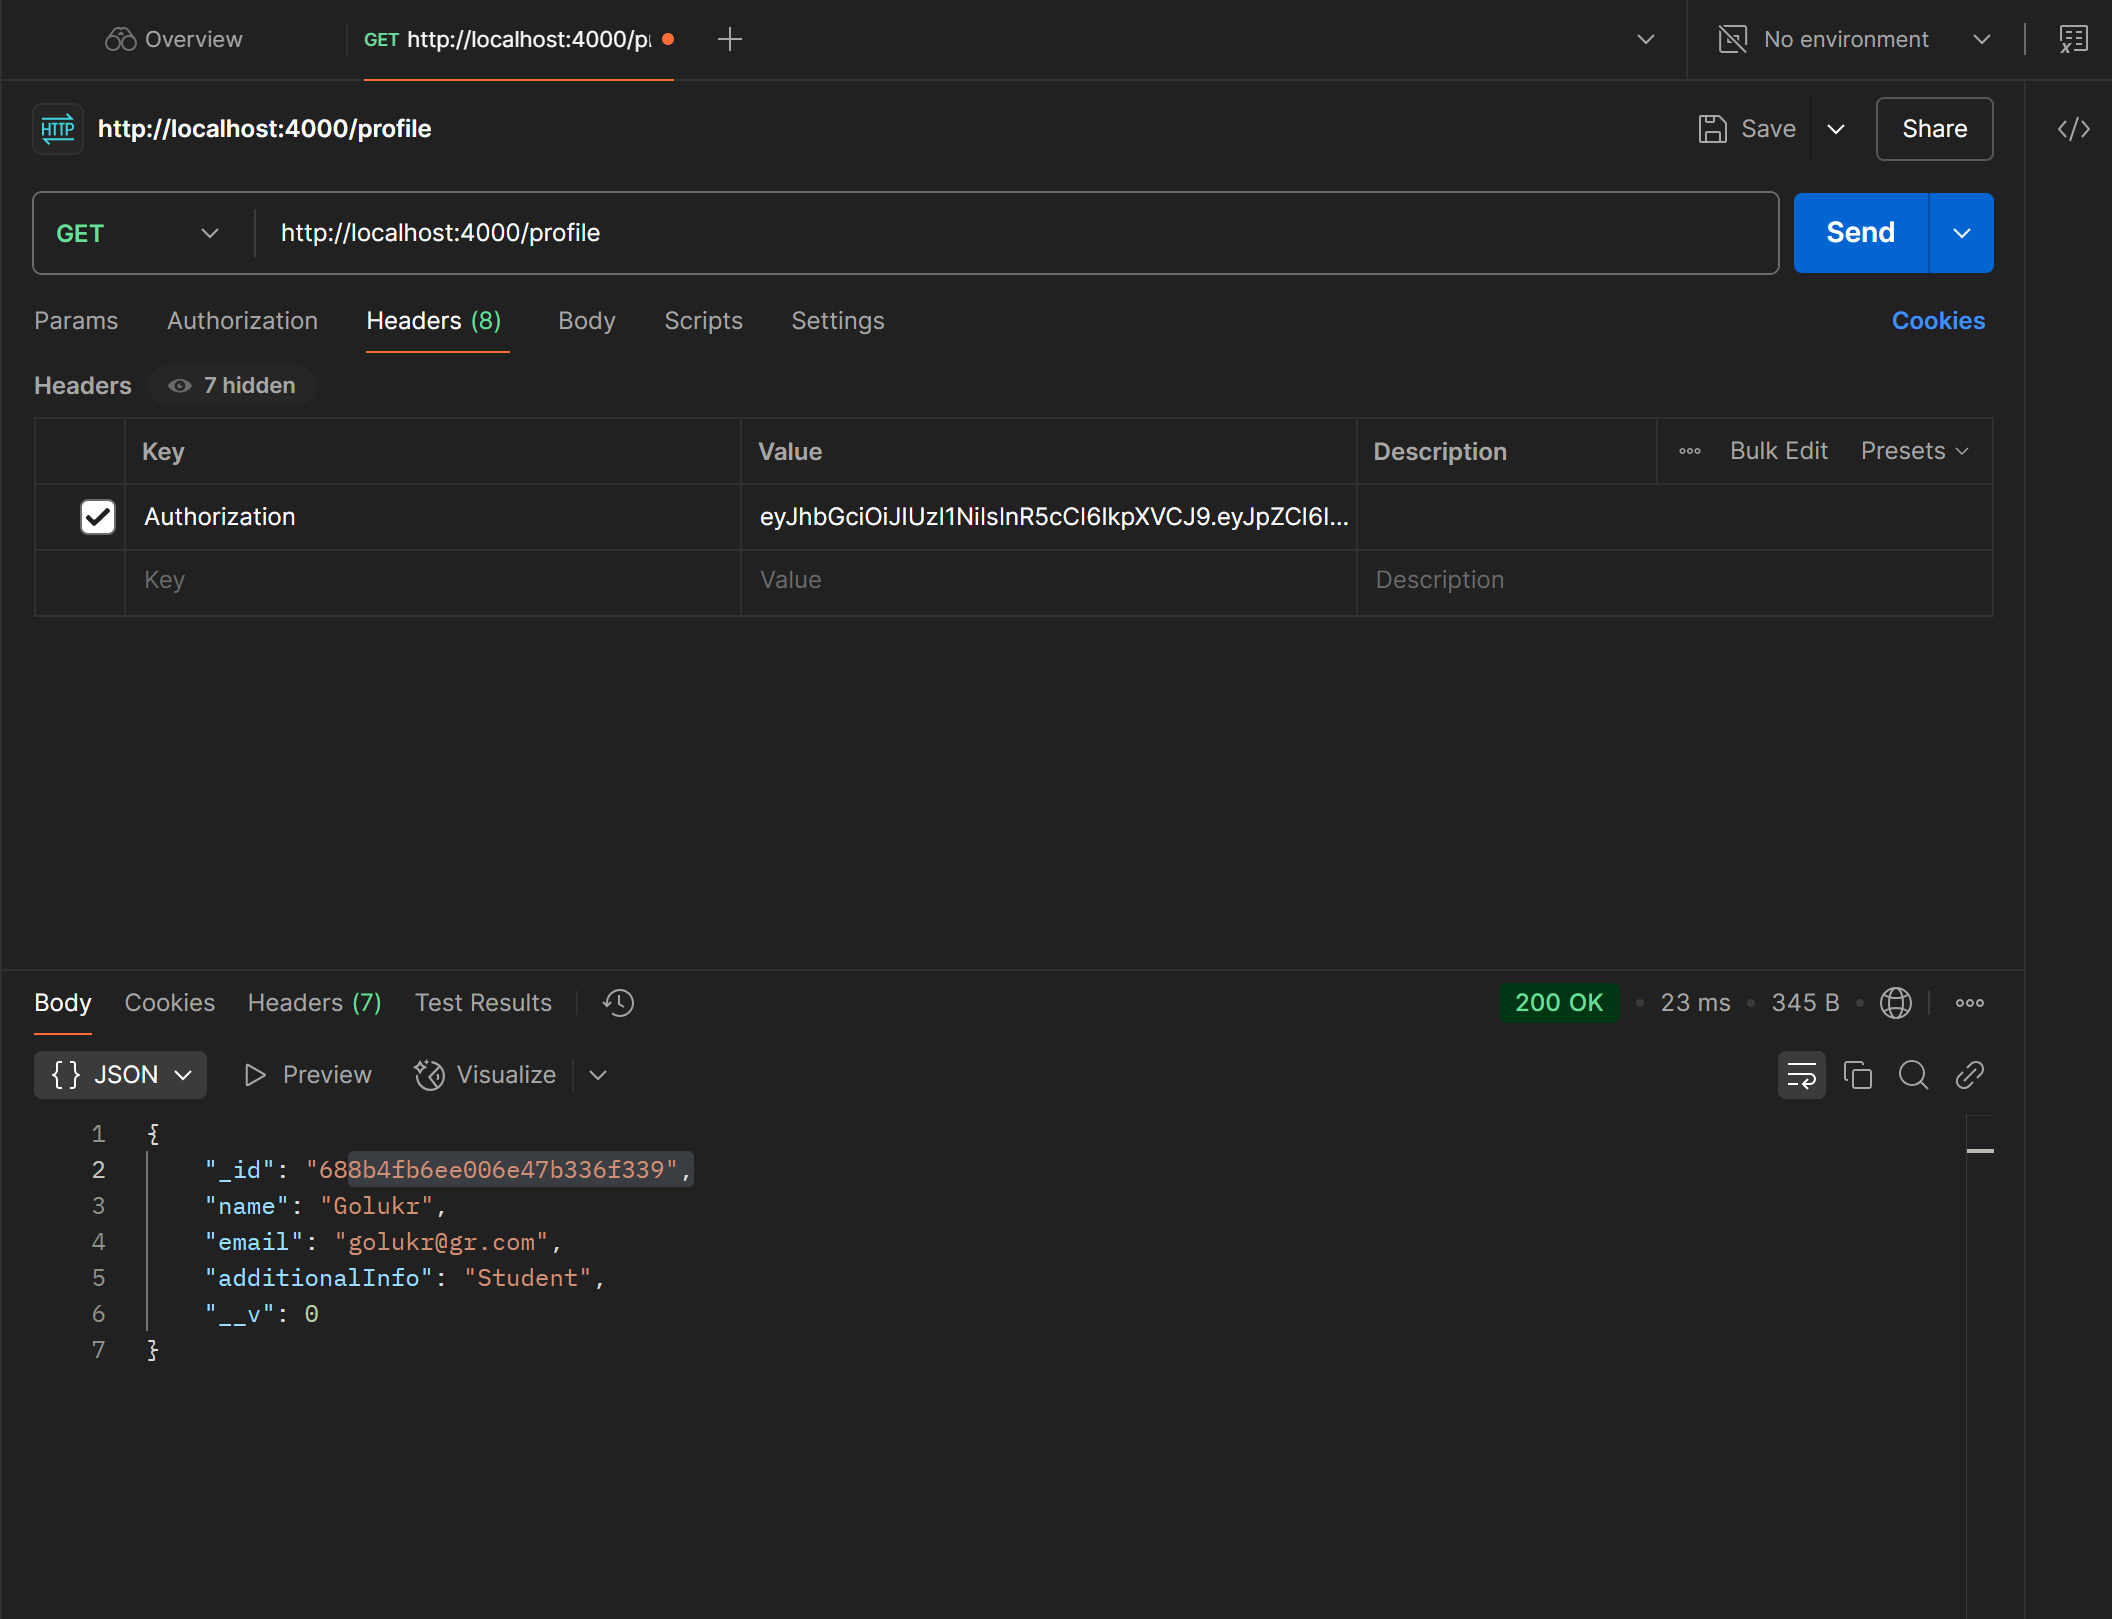 Overview
GET http://localhost:4000/p
No environment
HTTP http://localhost:4000/profile
Save
Share
GET http://localhost:4000/profile
Send
Params Authorization Headers (8) Body Scripts Settings Cookies
Headers 7 hidden
Key Value Description Bulk Edit Presets
Authorization eyJhbGciOiJIUzI1NiIsInR5cCI6IkpXVCJ9.eyJpZCI6I...
Key Value Description
Body Cookies Headers (7) Test Results 200 OK • 23 ms • 345 B
{} JSON Preview Visualize
1 {
2 "_id": "688b4fb6ee006e47b336f339",
3 "name": "Golukr",
4 "email": "golukr@gr.com",
5 "additionalInfo": "Student",
6 "__v": 0
7 }